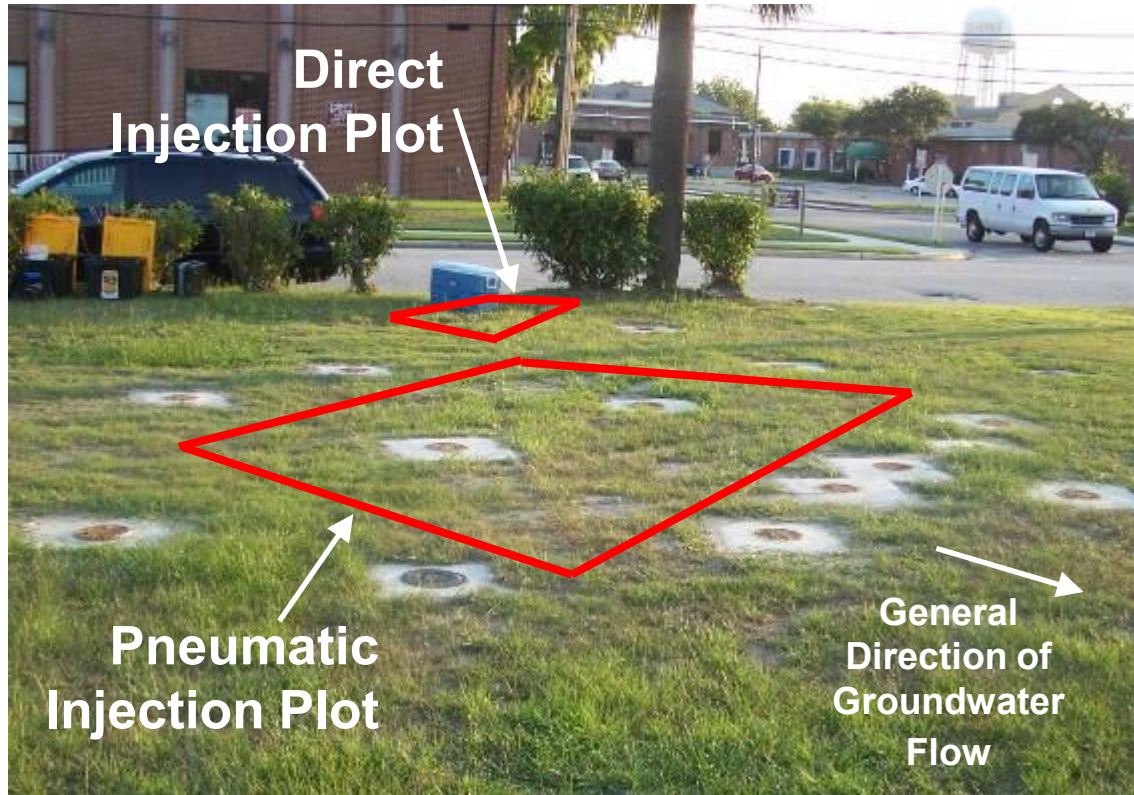 Direct
Injection Plot
Pneumatic
Injection Plot
General
Direction of
Groundwater
Flow